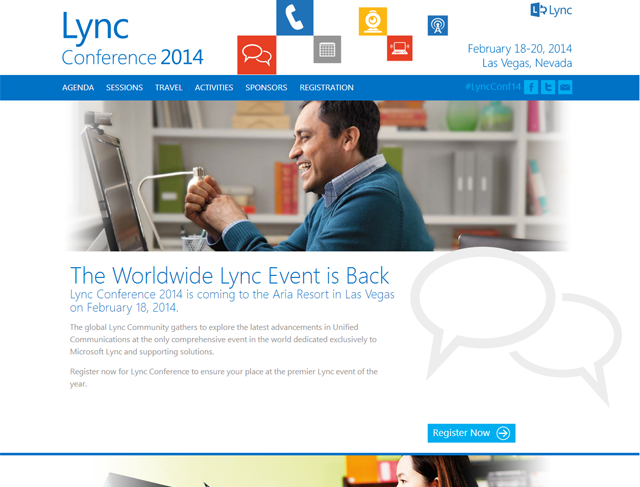 Lync
Conference 2014
Lync
February 18-20, 2014
Las Vegas, Nevada
AGENDA SESSIONS TRAVEL ACTIVITIES SPONSORS REGISTRATION #LyncConf14
The Worldwide Lync Event is Back
Lync Conference 2014 is coming to the Aria Resort in Las Vegas
on February 18, 2014.
The global Lync Community gathers to explore the latest advancements in Unified
Communications at the only comprehensive event in the world dedicated exclusively to
Microsoft Lync and supporting solutions.
Register now for Lync Conference to ensure your place at the premier Lync event of the
year.
Register Now